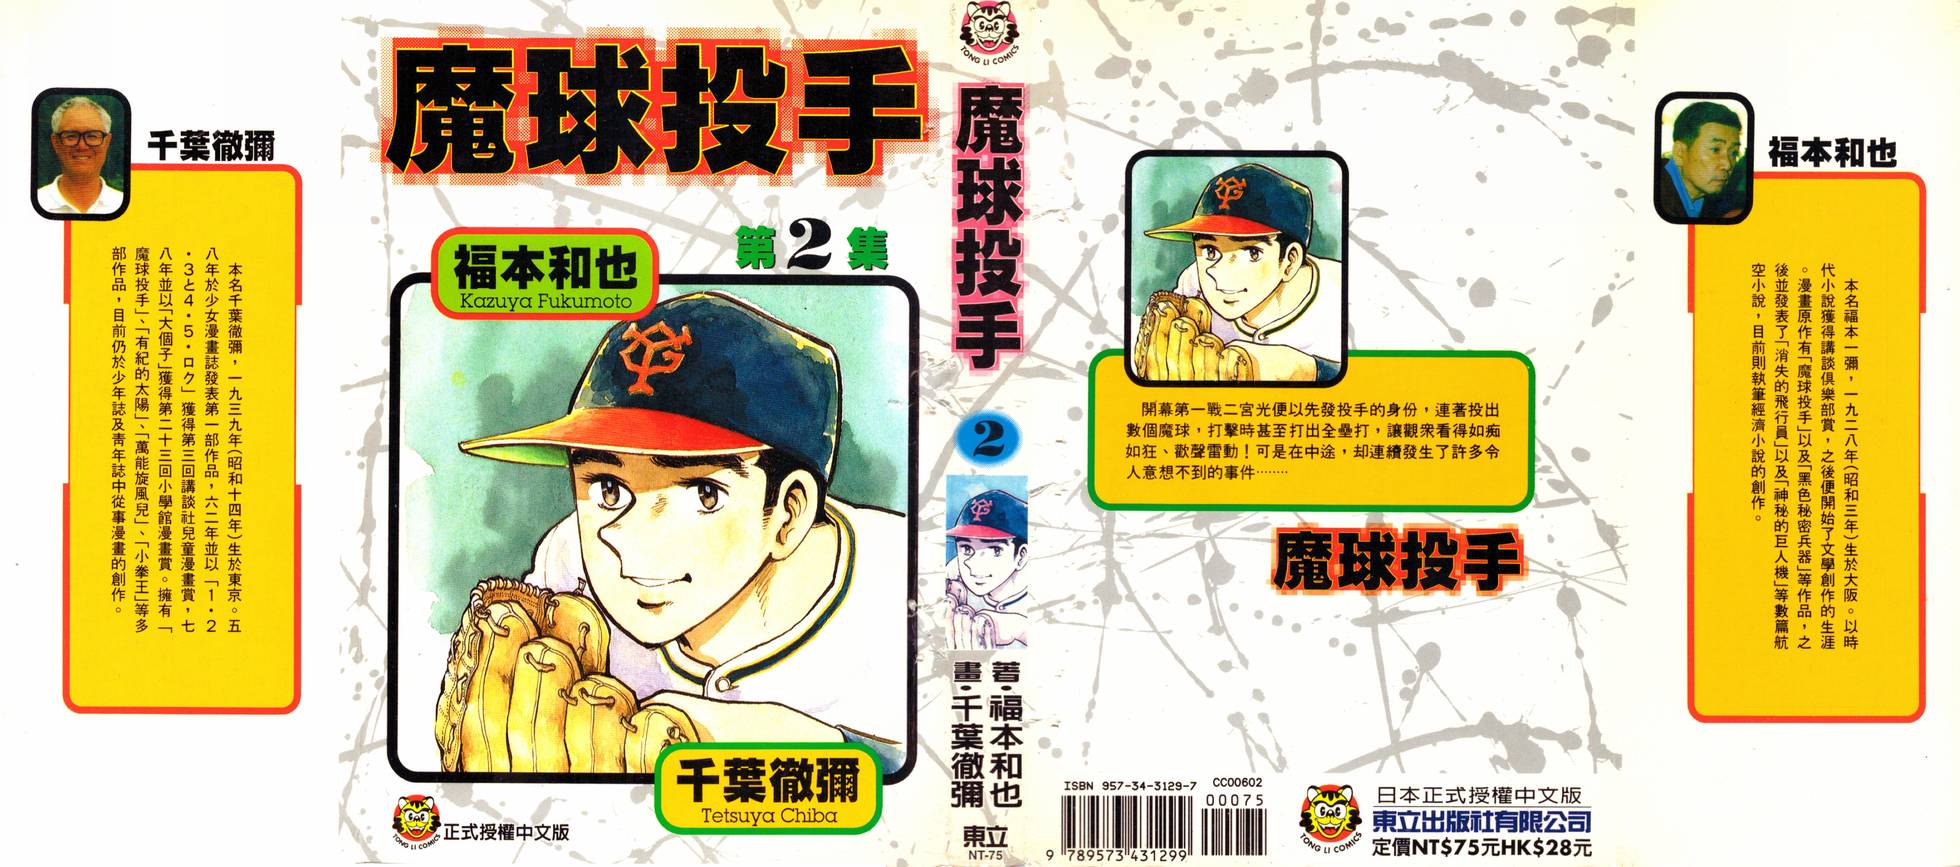 千葉徹彌
本名千葉徹彌，一九三九年(昭和十四年)生於東京。五
八年於少女漫畫誌發表第一部作品，六二年並以「1・2
・3と4・5・ロク」獲得第三回講談社兒童漫畫賞，七
八年並以「大個子」獲得第二十三回小學館漫畫賞。擁有「
魔球投手」、「有紀的太陽」、「萬能旋風兒」、「小拳王」等多
部作品，目前仍於少年誌及靑年誌中從事漫畫的創作。
魔球投手
第2集
福本和也
Kazuya Fukumoto
YG
千葉徹彌
Tetsuya Chiba
TONG LI COMICS
正式授權中文版
TONG LI COMICS
魔球投手
2
著・福本和也
畫・千葉徹彌
東立
NT-75
開幕第一戰二宮光便以先發投手的身份，連著投出
數個魔球，打擊時甚至打出全壘打，讓觀眾看得如痴
如狂、歡聲雷動！可是在中途，却連續發生了許多令
人意想不到的事件········
魔球投手
ISBN 957-34-3129-7
CC00602
00075
9 789573 431299
TONG LI COMICS
日本正式授權中文版
東立出版社有限公司
定價NT$75元HK$28元
福本和也
本名福本一彌，一九二八年(昭和三年)生於大阪。以時
代小說獲得講談俱樂部賞，之後便開始了文學創作的生涯
。漫畫原作有「魔球投手」以及「黑色秘密兵器」等作品，之
後並發表了「消失的飛行員」以及「神秘的巨人機」等數篇航
空小說，目前則執筆經濟小說的創作。